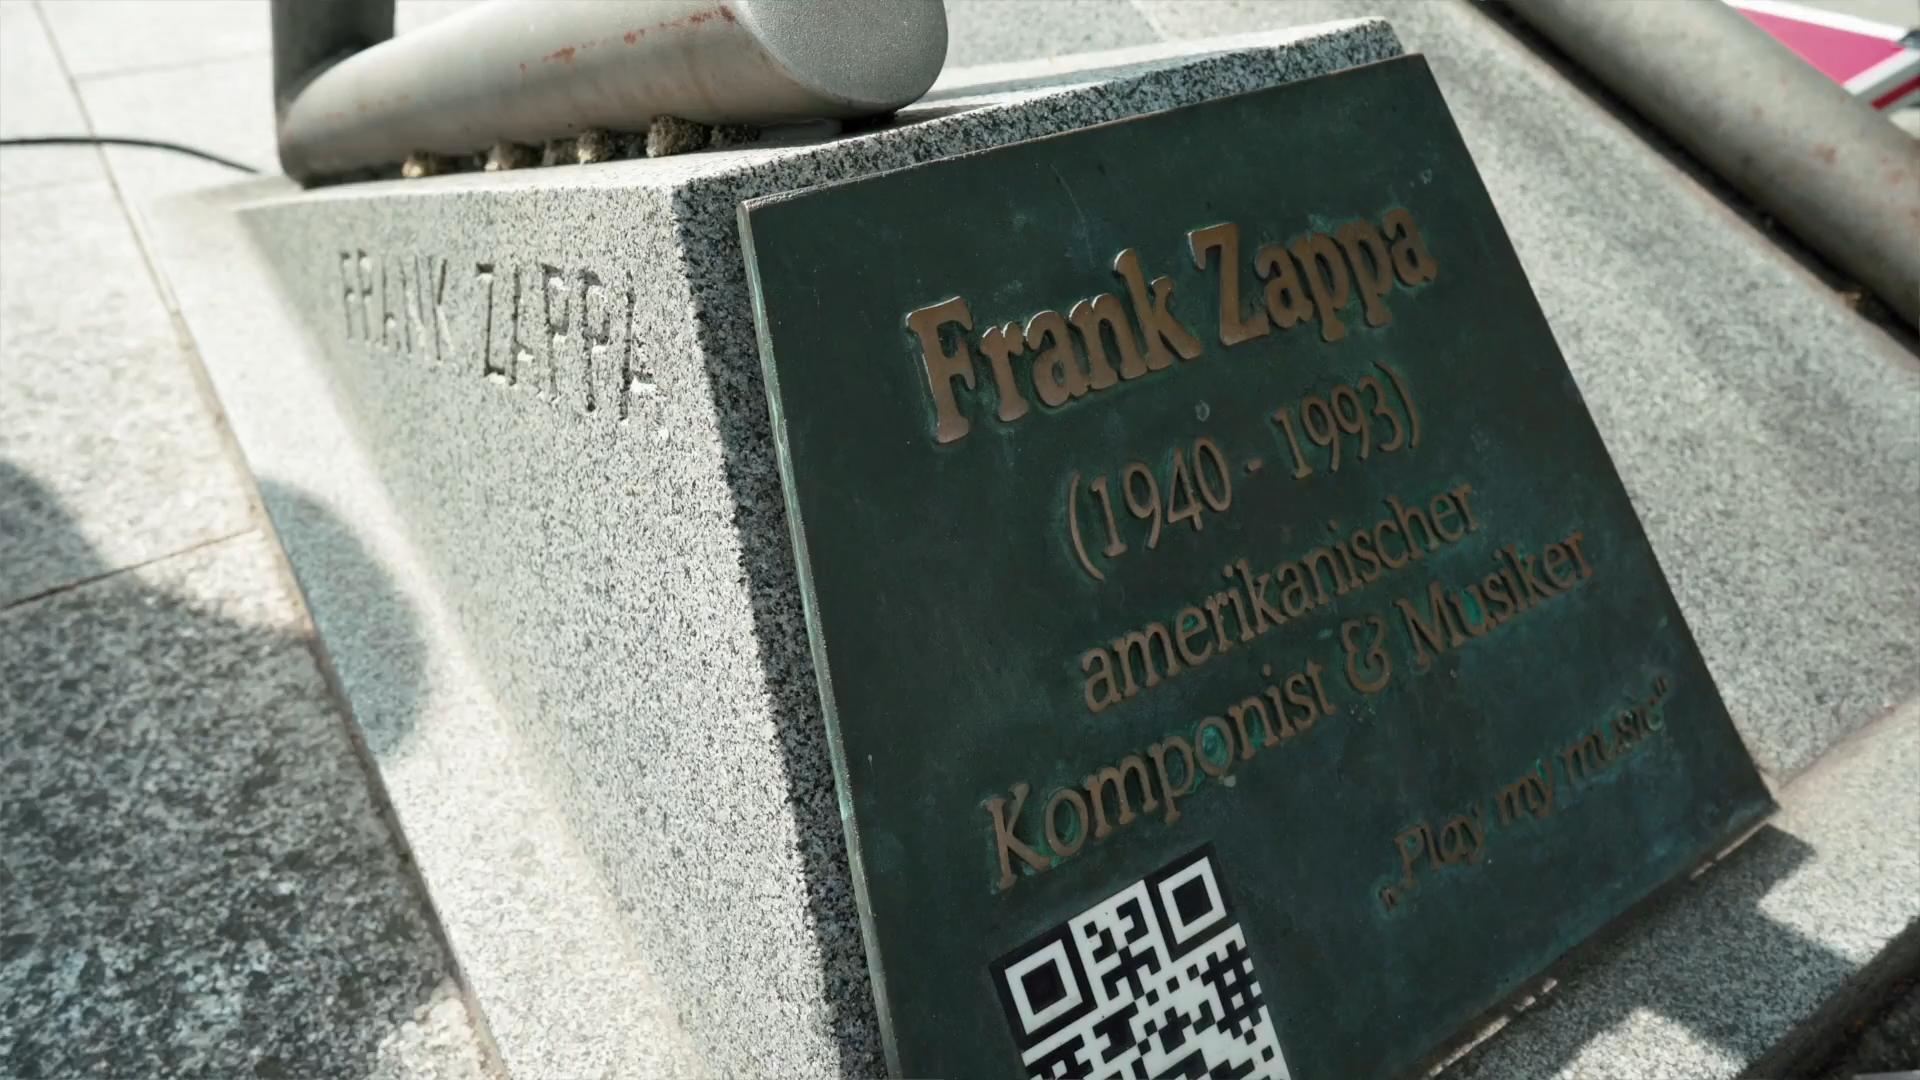 FRANK ZAPPA
Frank Zappa
(1940 - 1993)
amerikanischer
Komponist & Musiker
„Play my music“